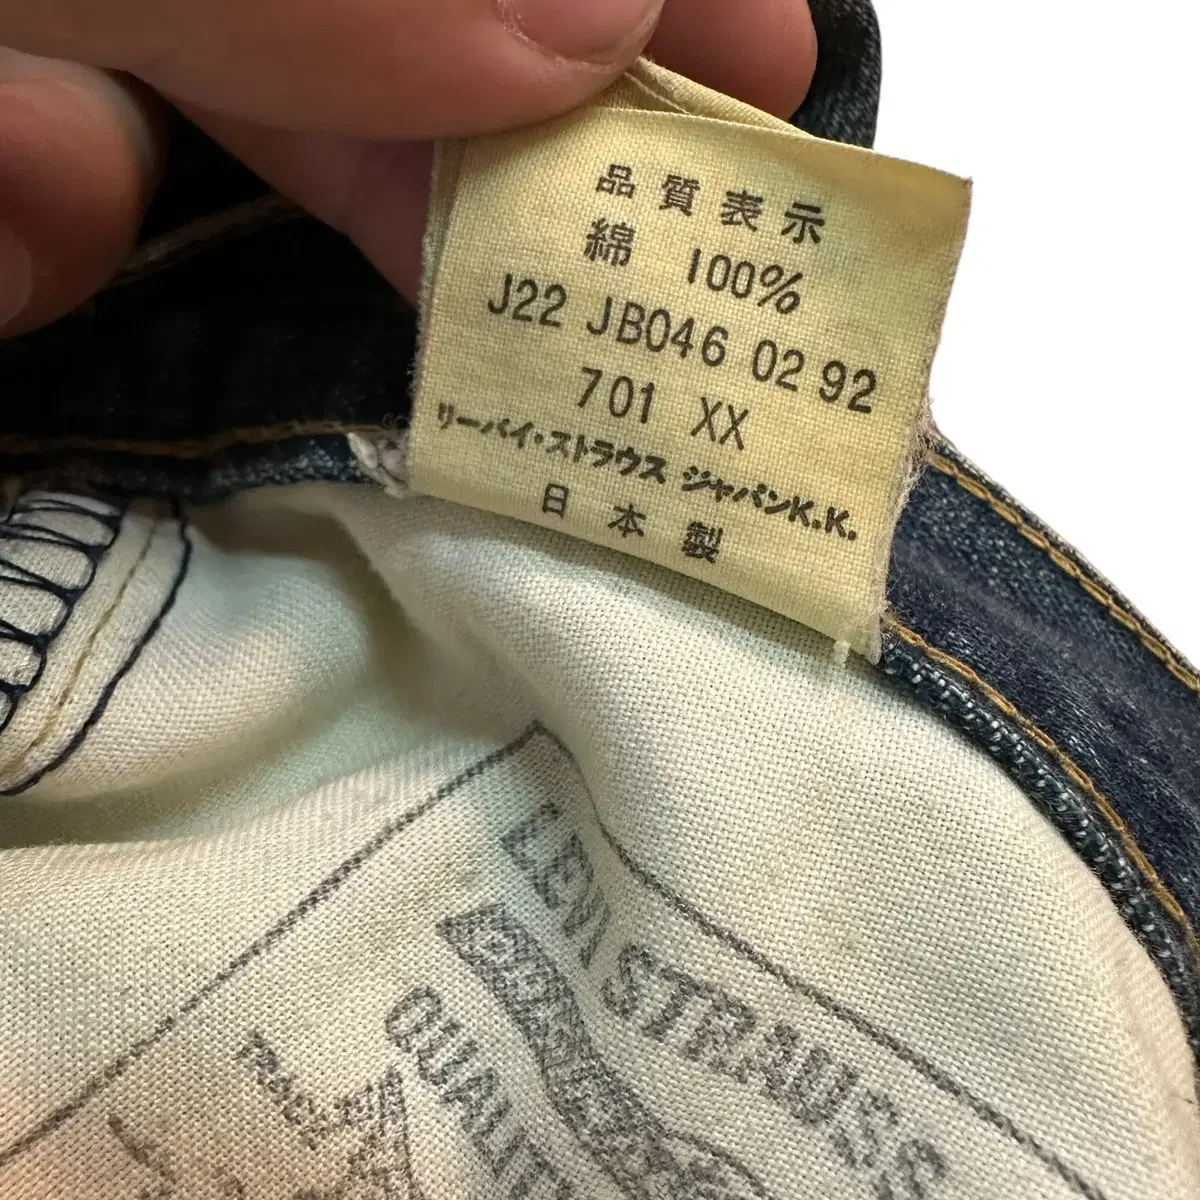 品質表示
綿 100%
J22 JB046 02 92
701 XX
リーバイ・ストラウス ジャパンK.K.
日本製
LEVI STRAUSS